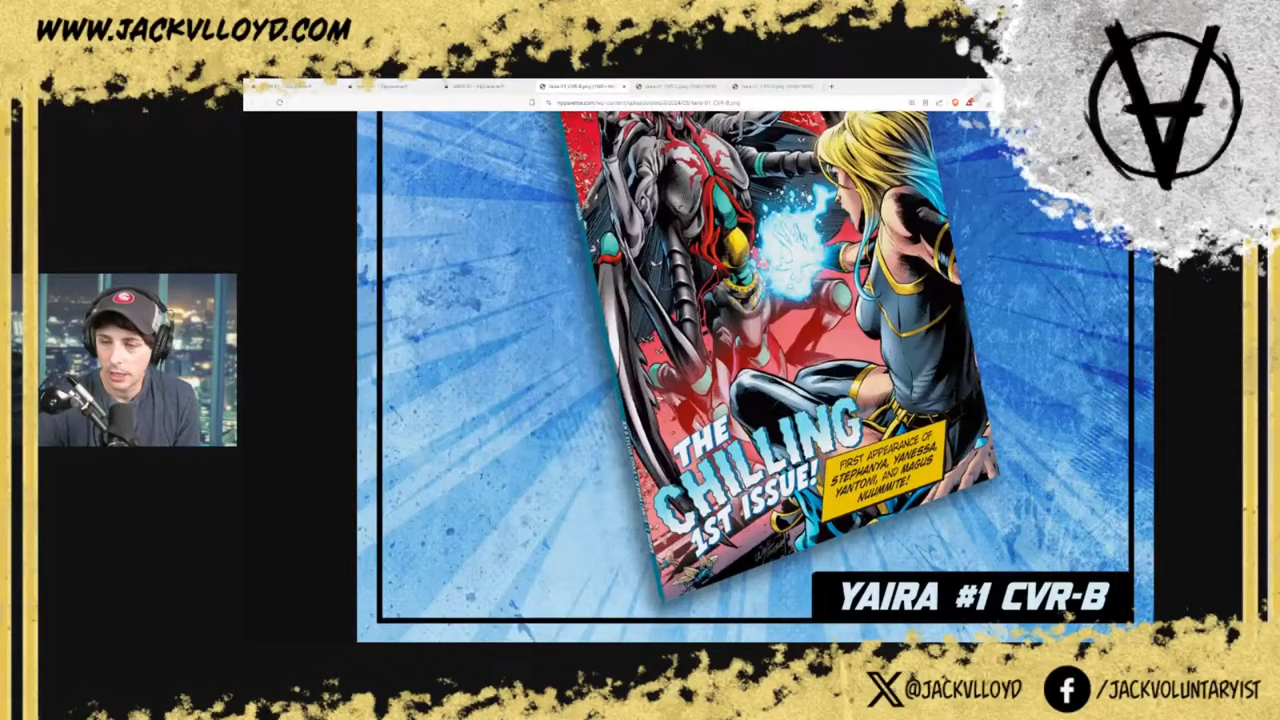 WWW.JACKVLLOYD.COM
THE
CHILLING
1ST ISSUE!
FIRST APPEARANCE OF
STEPHANYA, YANESSA,
YANTONI, AND MAGUS
NUUMMITE!
YAIRA #1 CVR-B
@JACKVLLOYD
/JACKVOLUNTARYIST